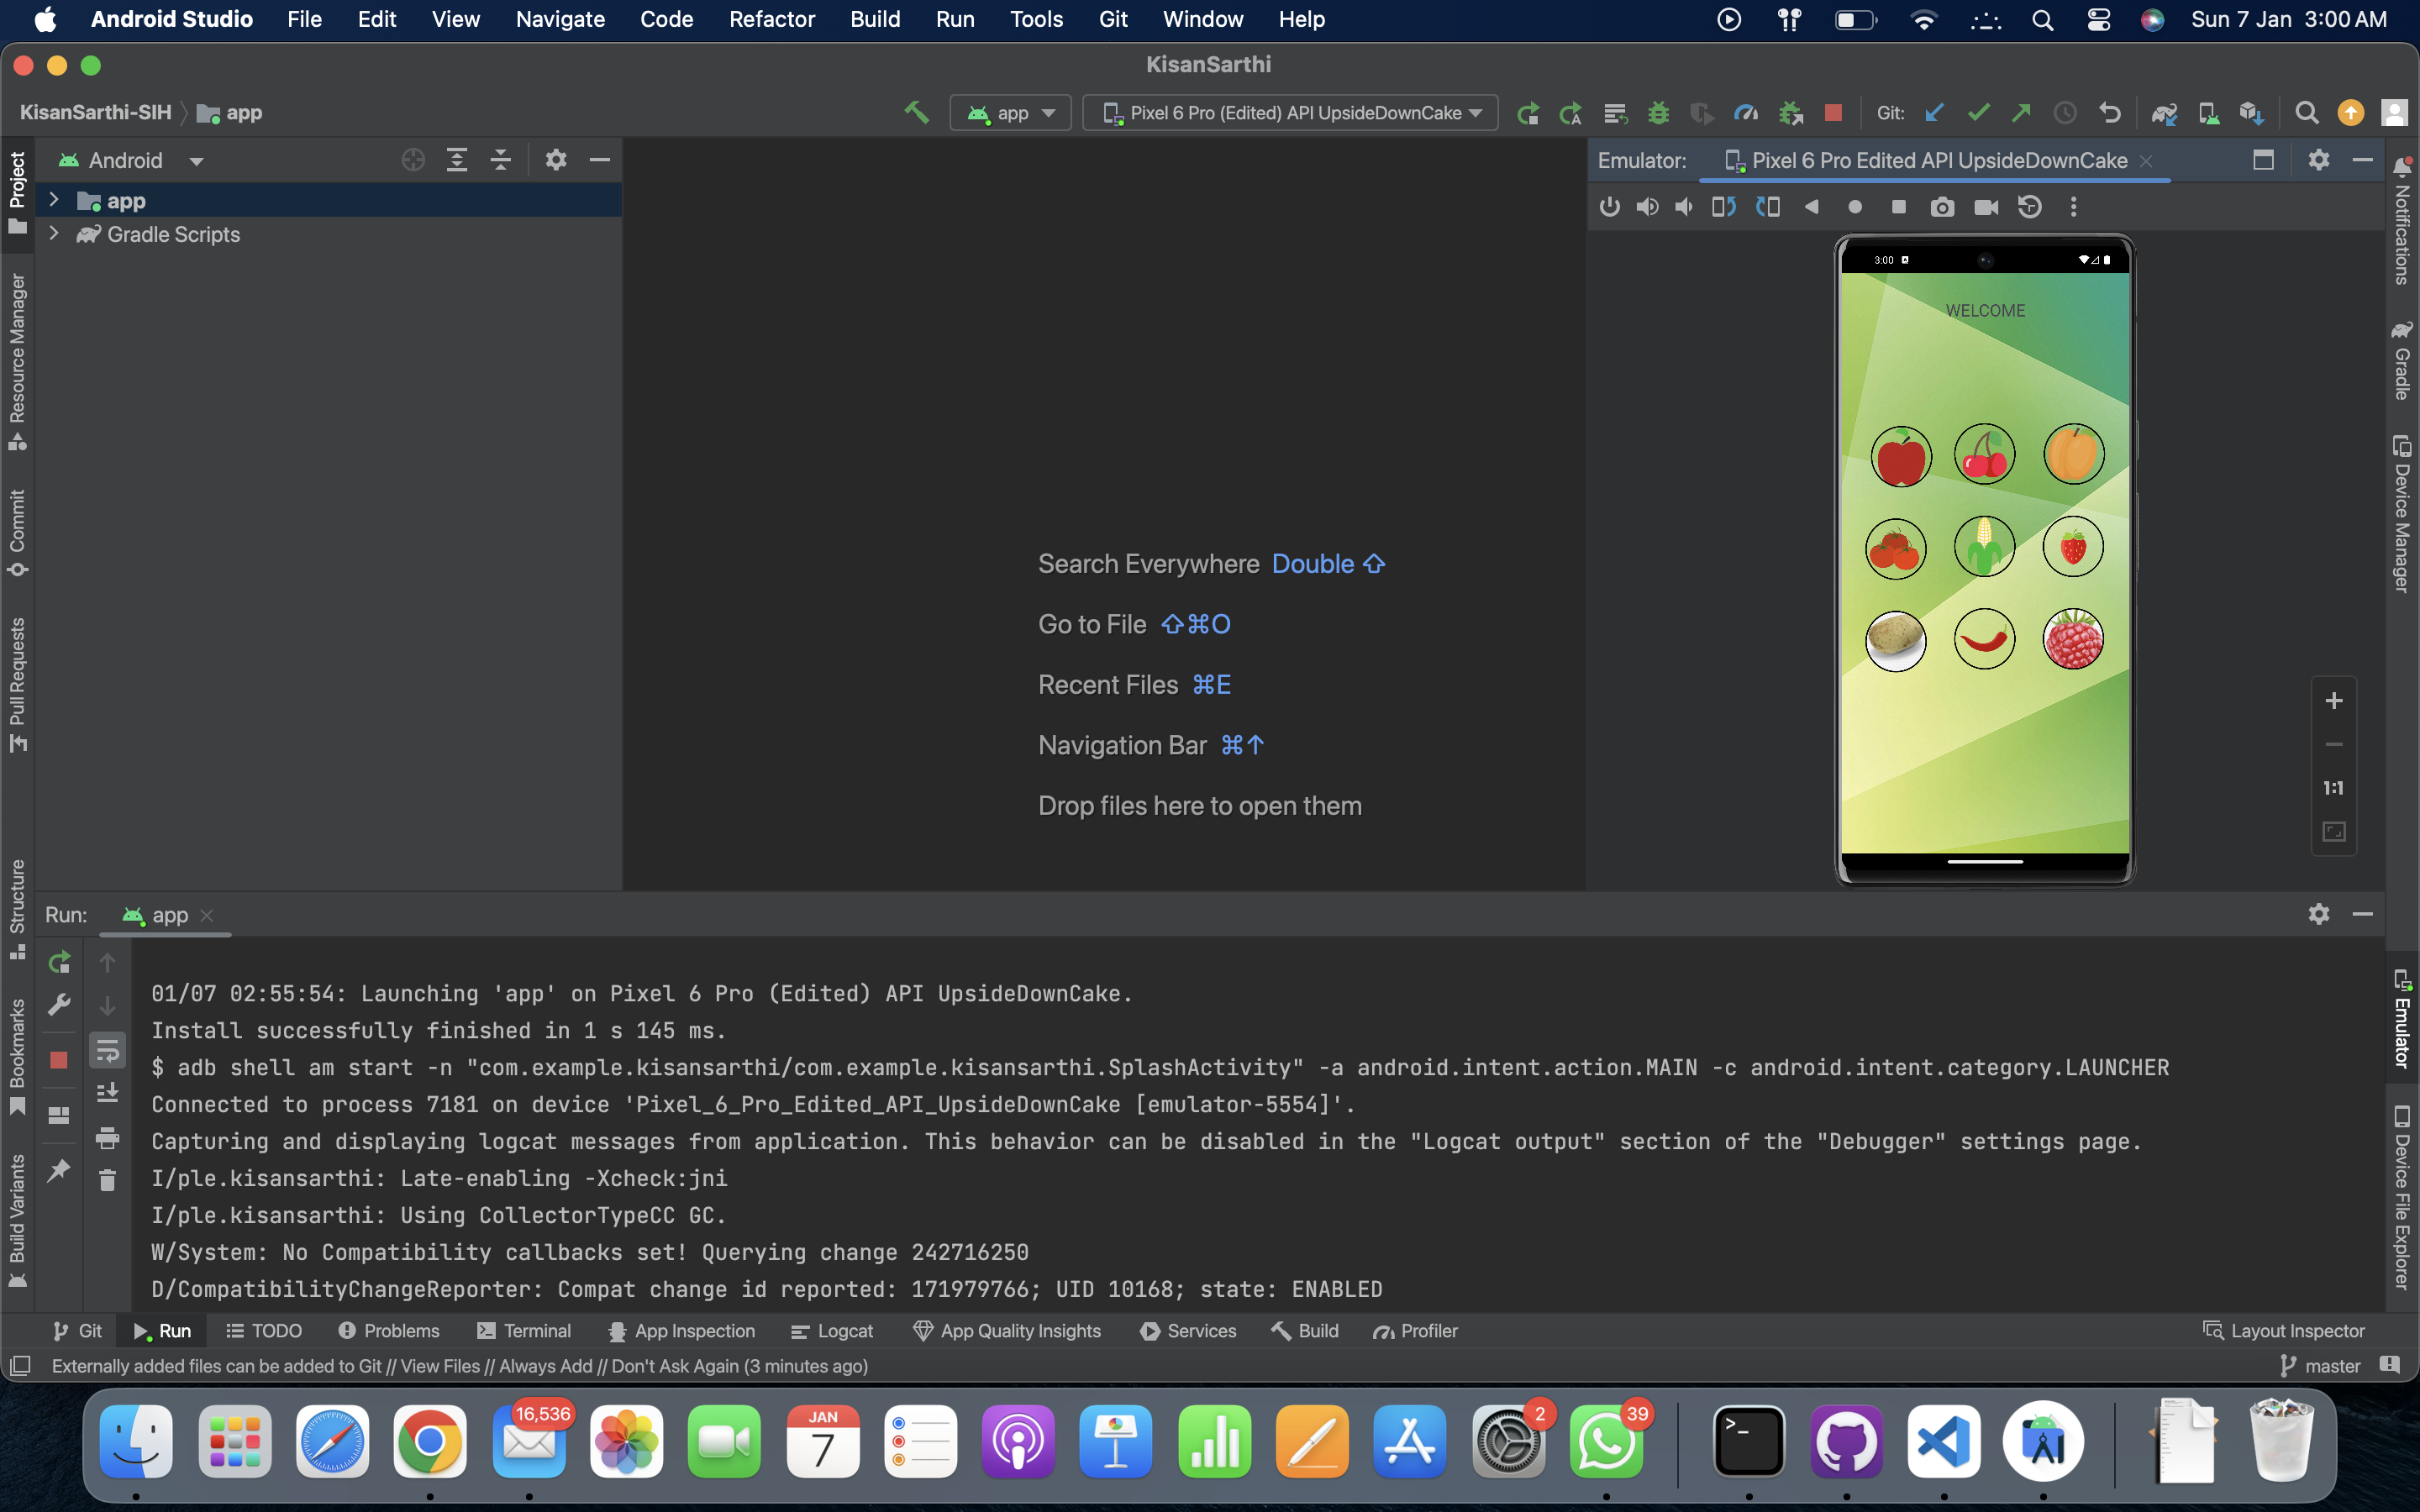 Android Studio File Edit View Navigate Code Refactor Build Run Tools Git Window Help Sun 7 Jan 3:00 AM
KisanSarthi
KisanSarthi-SIH app app Pixel 6 Pro (Edited) API UpsideDownCake Git:
Android
Emulator: Pixel 6 Pro Edited API UpsideDownCake
app
Gradle Scripts
Project
Resource Manager
Commit
Pull Requests
Structure
Bookmarks
Build Variants
Search Everywhere Double ⇧
Go to File ⇧⌘O
Recent Files ⌘E
Navigation Bar ⌘↑
Drop files here to open them
3:00
WELCOME
1:1
Notifications
Gradle
Device Manager
Emulator
Device File Explorer
Run: app
01/07 02:55:54: Launching 'app' on Pixel 6 Pro (Edited) API UpsideDownCake.
Install successfully finished in 1 s 145 ms.
$ adb shell am start -n "com.example.kisansarthi/com.example.kisansarthi.SplashActivity" -a android.intent.action.MAIN -c android.intent.category.LAUNCHER
Connected to process 7181 on device 'Pixel_6_Pro_Edited_API_UpsideDownCake [emulator-5554]'.
Capturing and displaying logcat messages from application. This behavior can be disabled in the "Logcat output" section of the "Debugger" settings page.
I/ple.kisansarthi: Late-enabling -Xcheck:jni
I/ple.kisansarthi: Using CollectorTypeCC GC.
W/System: No Compatibility callbacks set! Querying change 242716250
D/CompatibilityChangeReporter: Compat change id reported: 171979766; UID 10168; state: ENABLED
Git Run TODO Problems Terminal App Inspection Logcat App Quality Insights Services Build Profiler Layout Inspector
Externally added files can be added to Git // View Files // Always Add // Don't Ask Again (3 minutes ago) master
16,536
JAN
7
2
39